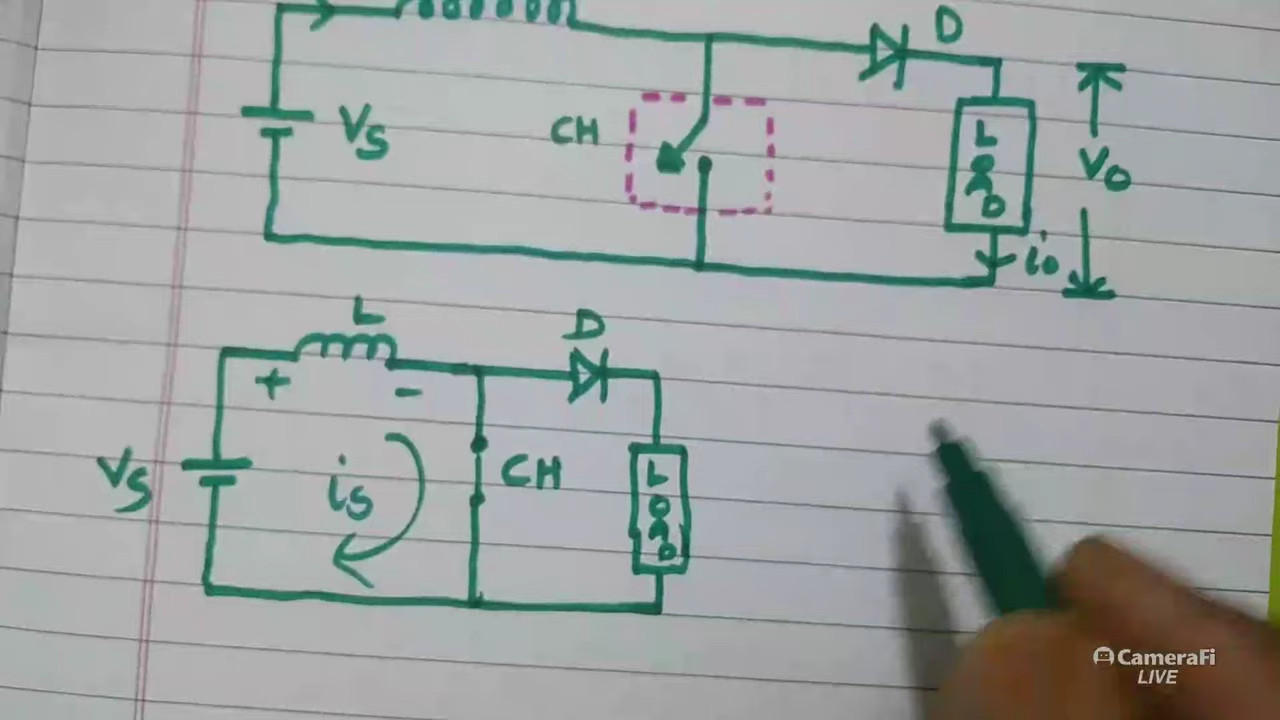 D
VS
CH
LOAD
VO
io
L
D
VS
+ -
is
CH
LOAD
CameraFi
LIVE